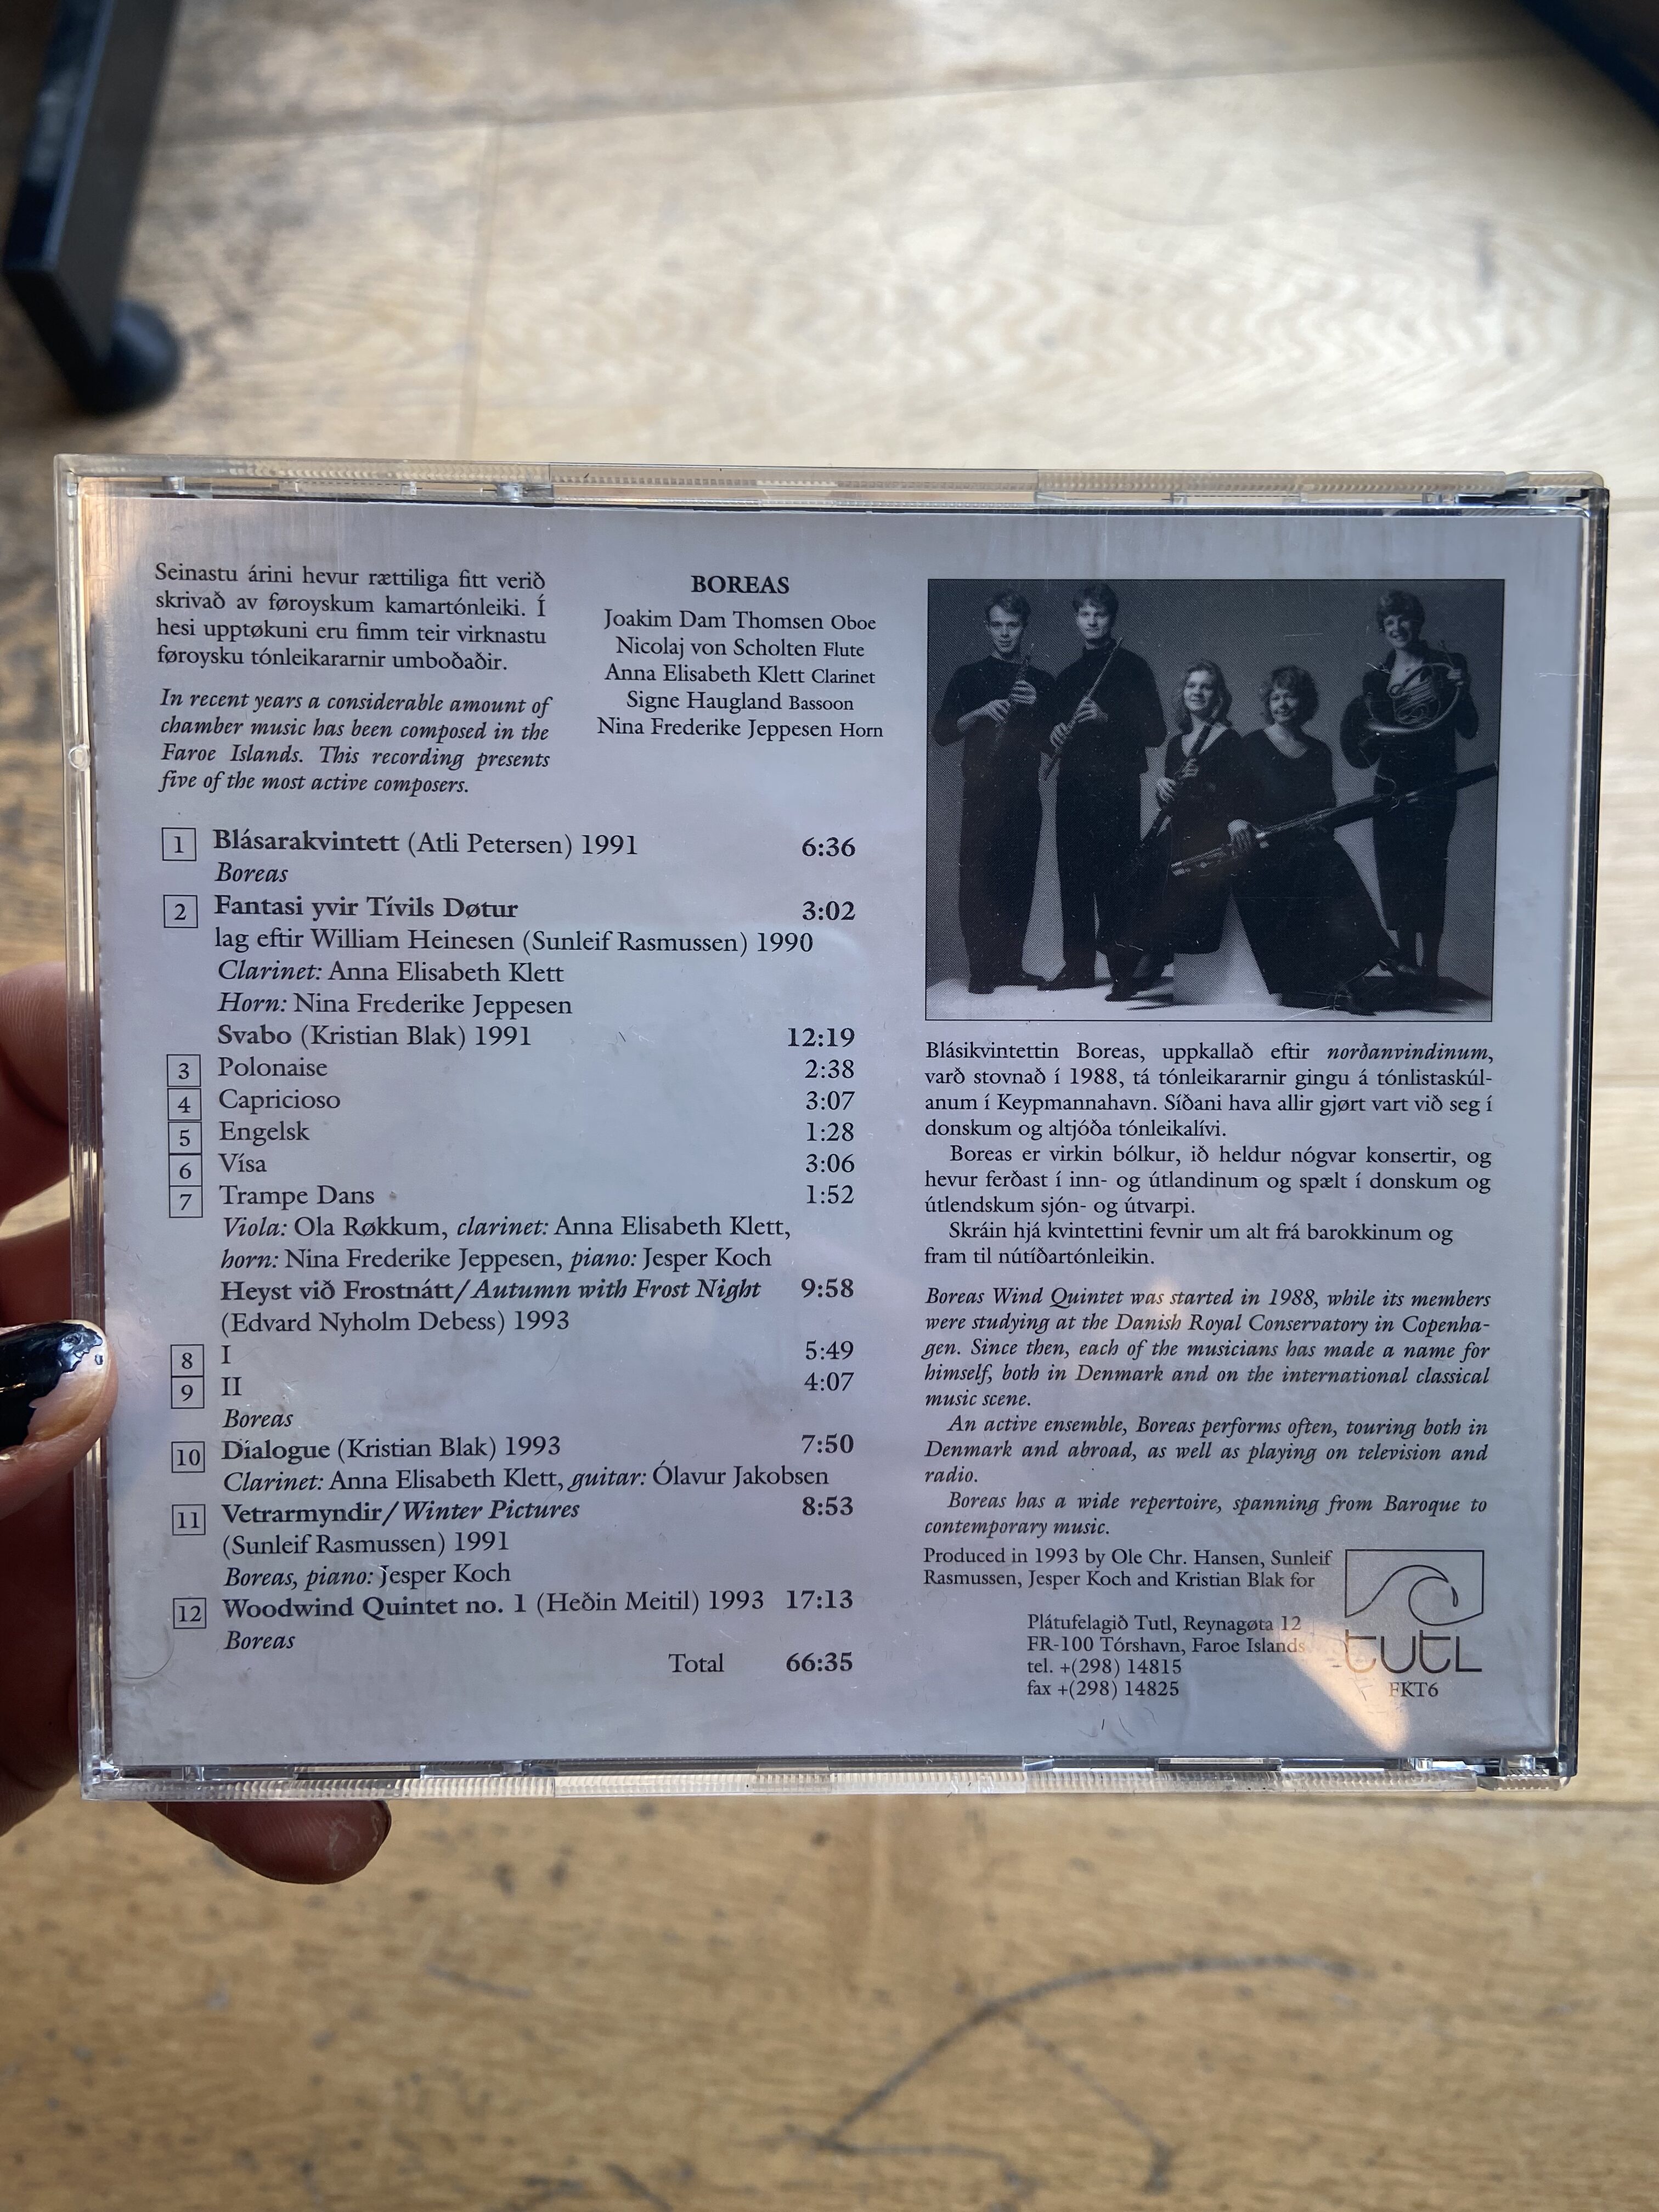 Seinastu árini hevur rættiliga fitt verið
skrivað av føroyskum kamartónleiki. Í
hesi upptøkuni eru fimm teir virknastu
føroysku tónleikararnir umboðaðir.
In recent years a considerable amount of
chamber music has been composed in the
Faroe Islands. This recording presents
five of the most active composers.
BOREAS
Joakim Dam Thomsen Oboe
Nicolaj von Scholten Flute
Anna Elisabeth Klett Clarinet
Signe Haugland Bassoon
Nina Frederike Jeppesen Horn
1 Blásarakvintett (Atli Petersen) 1991 6:36
Boreas
2 Fantasi yvir Tívils Døtur 3:02
lag eftir William Heinesen (Sunleif Rasmussen) 1990
Clarinet: Anna Elisabeth Klett
Horn: Nina Frederike Jeppesen
Svabo (Kristian Blak) 1991 12:19
3 Polonaise 2:38
4 Capricioso 3:07
5 Engelsk 1:28
6 Vísa 3:06
7 Trampe Dans 1:52
Viola: Ola Røkkum, clarinet: Anna Elisabeth Klett,
horn: Nina Frederike Jeppesen, piano: Jesper Koch
Heyst við Frostnátt/Autumn with Frost Night 9:58
(Edvard Nyholm Debess) 1993
8 I 5:49
9 II 4:07
Boreas
10 Dialogue (Kristian Blak) 1993 7:50
Clarinet: Anna Elisabeth Klett, guitar: Ólavur Jakobsen
11 Vetrarmyndir/Winter Pictures 8:53
(Sunleif Rasmussen) 1991
Boreas, piano: Jesper Koch
12 Woodwind Quintet no. 1 (Heðin Meitil) 1993 17:13
Boreas
Total 66:35
Blásikvintettin Boreas, uppkallað eftir norðanvindinum,
varð stovnað í 1988, tá tónleikararnir gingu á tónlistaskúl-
anum í Keypmannahavn. Síðani hava allir gjørt vart við seg í
donskum og altjóða tónleikalívi.
Boreas er virkin bólkur, ið heldur nógvar konsertir, og
hevur ferðast í inn- og útlandinum og spælt í donskum og
útlendskum sjón- og útvarpi.
Skráin hjá kvintettini fevnir um alt frá barokkinum og
fram til nútíðartónleikin.
Boreas Wind Quintet was started in 1988, while its members
were studying at the Danish Royal Conservatory in Copenha-
gen. Since then, each of the musicians has made a name for
himself, both in Denmark and on the international classical
music scene.
An active ensemble, Boreas performs often, touring both in
Denmark and abroad, as well as playing on television and
radio.
Boreas has a wide repertoire, spanning from Baroque to
contemporary music.
Produced in 1993 by Ole Chr. Hansen, Sunleif
Rasmussen, Jesper Koch and Kristian Blak for
Plátufelagið Tutl, Reynagøta 12
FR-100 Tórshavn, Faroe Islands
tel. +(298) 14815
fax +(298) 14825
tutl
FKT6